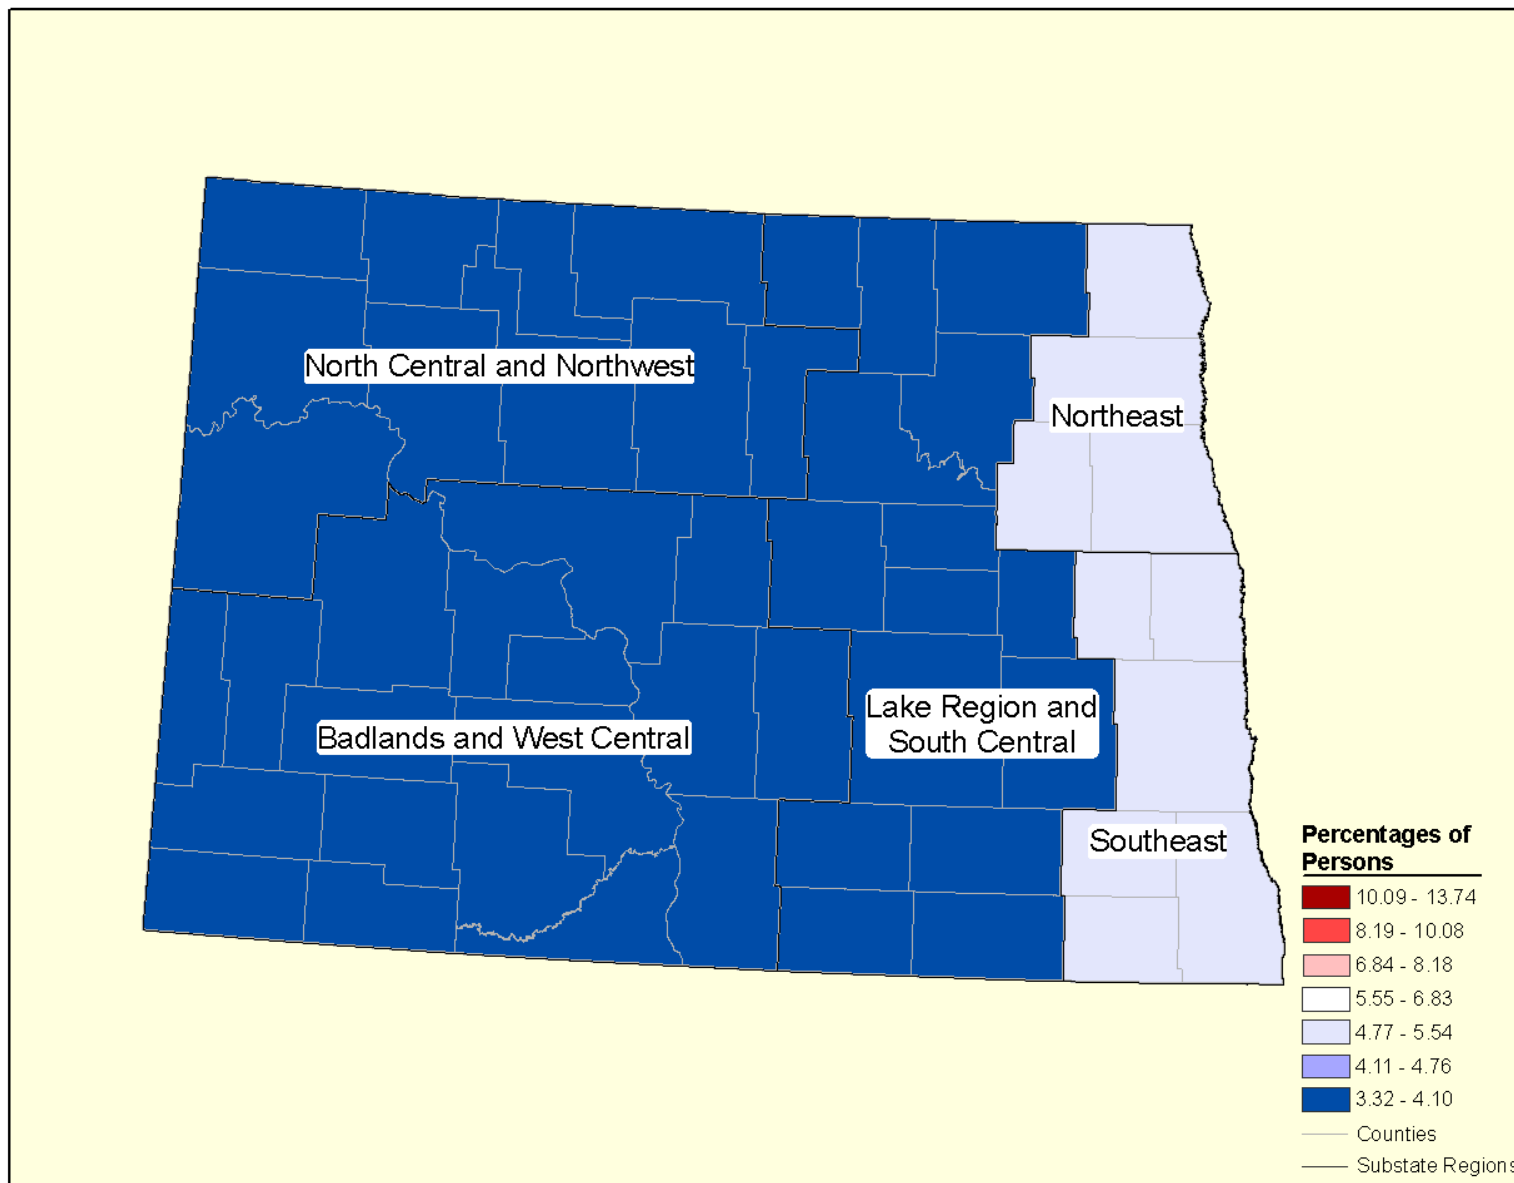 North Central and Northwest
Northeast
Lake Region and
South Central
Badlands and West Central
Southeast
Percentages of
Persons
10.09 - 13.74
8.19 - 10.08
6.84 - 8.18
5.55 - 6.83
4.77 - 5.54
4.11 - 4.76
3.32 - 4.10
Counties
Substate Regions